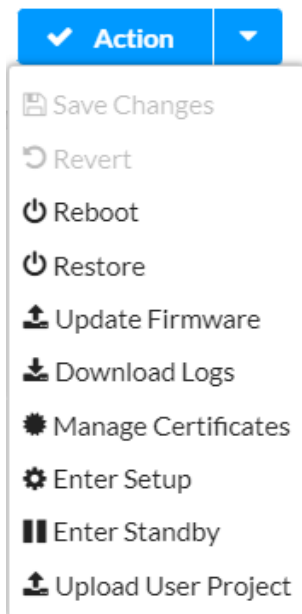 Action
Save Changes
Revert
Reboot
Restore
Update Firmware
Download Logs
Manage Certificates
Enter Setup
Enter Standby
Upload User Project